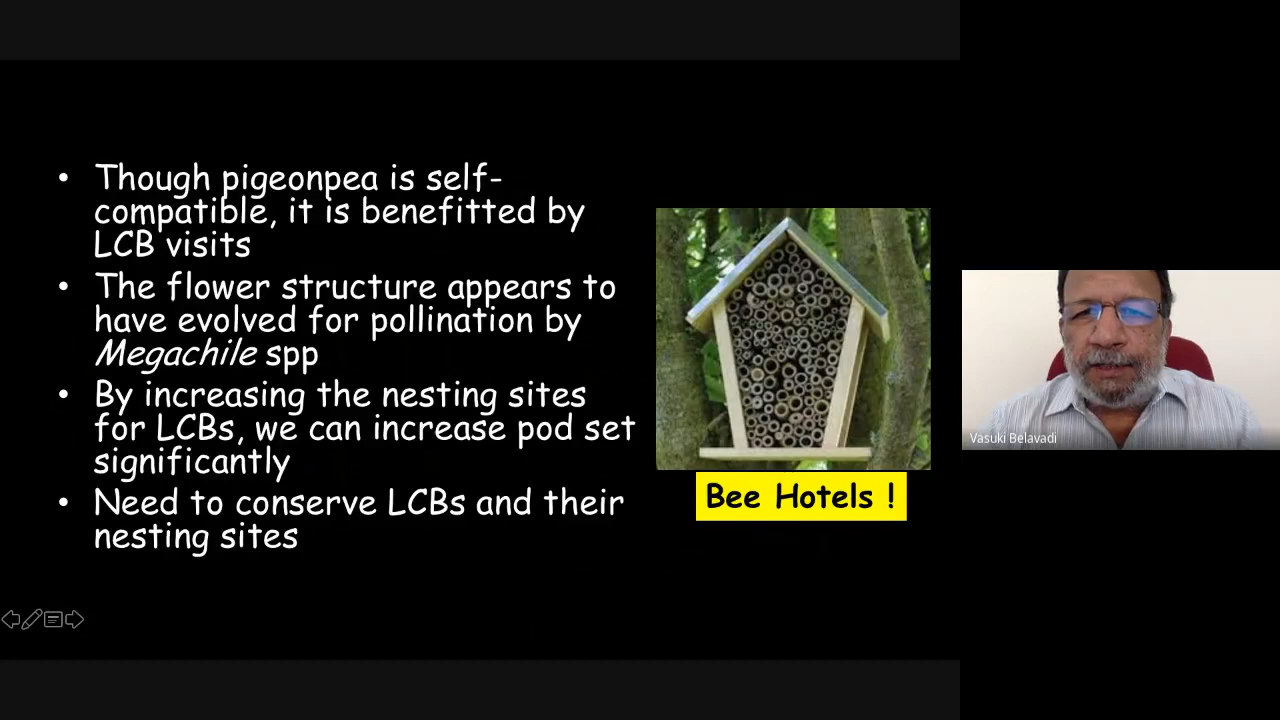 • Though pigeonpea is self-
compatible, it is benefitted by
LCB visits
• The flower structure appears to
have evolved for pollination by
Megachile spp
• By increasing the nesting sites
for LCBs, we can increase pod set
significantly
• Need to conserve LCBs and their
nesting sites
Bee Hotels !
Vasuki Belavadi